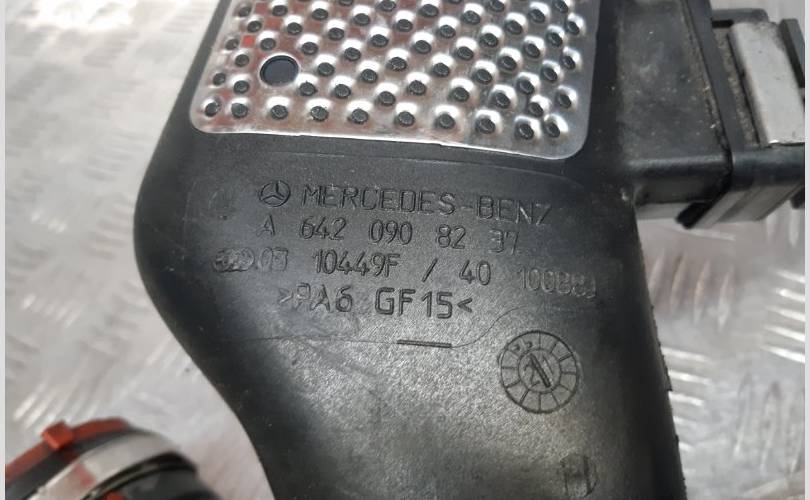 MERCEDES-BENZ
A 642 090 82 37
03 10449F / 40
>PA6 GF15<